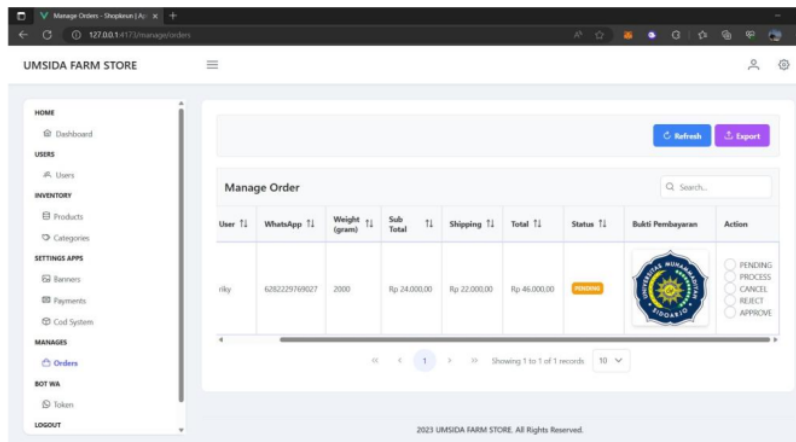 Manage Orders - Shopkeun | Ap
127.0.0.1:4173/manage/orders
UMSIDA FARM STORE
HOME
Dashboard
USERS
Users
INVENTORY
Products
Categories
SETTINGS APPS
Banners
Payments
Cod System
MANAGES
Orders
BOT WA
Token
LOGOUT
Refresh
Export
Manage Order
Search...
User WhatsApp Weight (gram) Sub Total Shipping Total Status Bukti Pembayaran Action
riky 6282229769027 2000 Rp 24.000,00 Rp 22.000,00 Rp 46.000,00 PENDING
UNIVERSITAS MUHAMMADIYAH
SIDOARJO
PENDING
PROCESS
CANCEL
REJECT
APPROVE
1 Showing 1 to 1 of 1 records 10
2023 UMSIDA FARM STORE. All Rights Reserved.